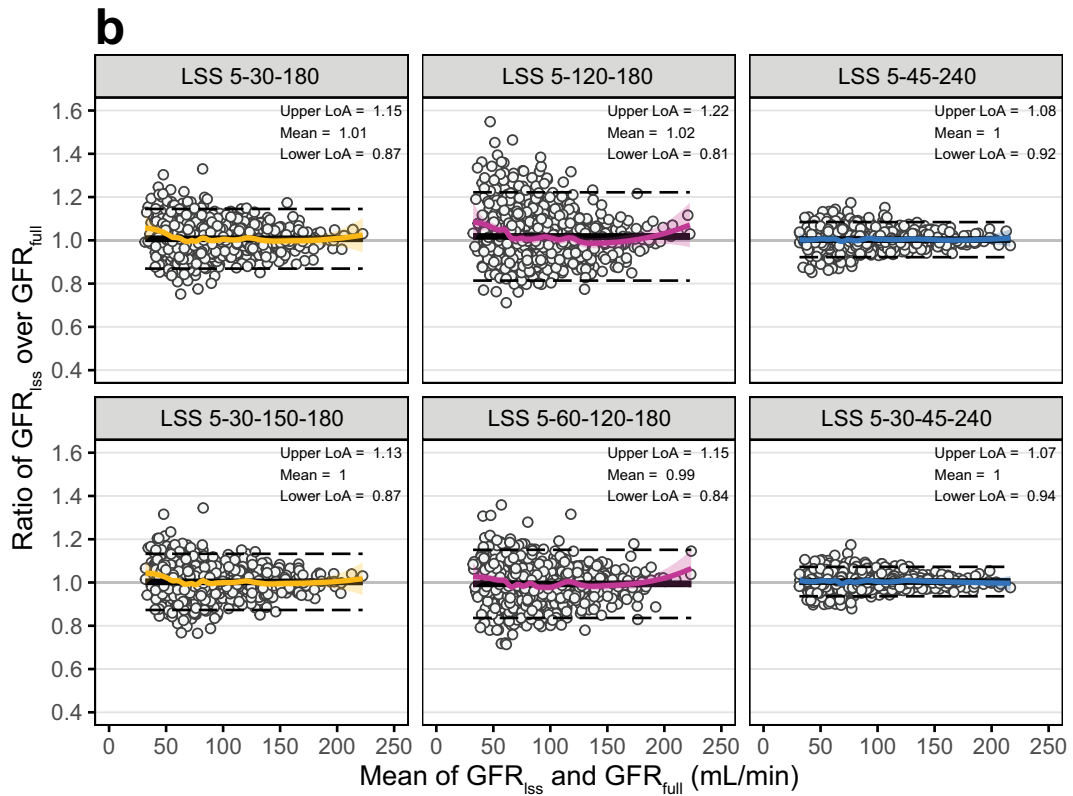 b
LSS 5-30-180
LSS 5-120-180
LSS 5-45-240
Upper LoA = 1.15
Mean = 1.01
Lower LoA = 0.87
Upper LoA = 1.22
Mean = 1.02
Lower LoA = 0.81
Upper LoA = 1.08
Mean = 1
Lower LoA = 0.92
1.6
1.4
1.2
1.0
0.8
0.6
0.4
Ratio of GFRlss over GFRfull
LSS 5-30-150-180
LSS 5-60-120-180
LSS 5-30-45-240
Upper LoA = 1.13
Mean = 1
Lower LoA = 0.87
Upper LoA = 1.15
Mean = 0.99
Lower LoA = 0.84
Upper LoA = 1.07
Mean = 1
Lower LoA = 0.94
1.6
1.4
1.2
1.0
0.8
0.6
0.4
0 50 100 150 200 250
0 50 100 150 200 250
0 50 100 150 200 250
Mean of GFRlss and GFRfull (mL/min)